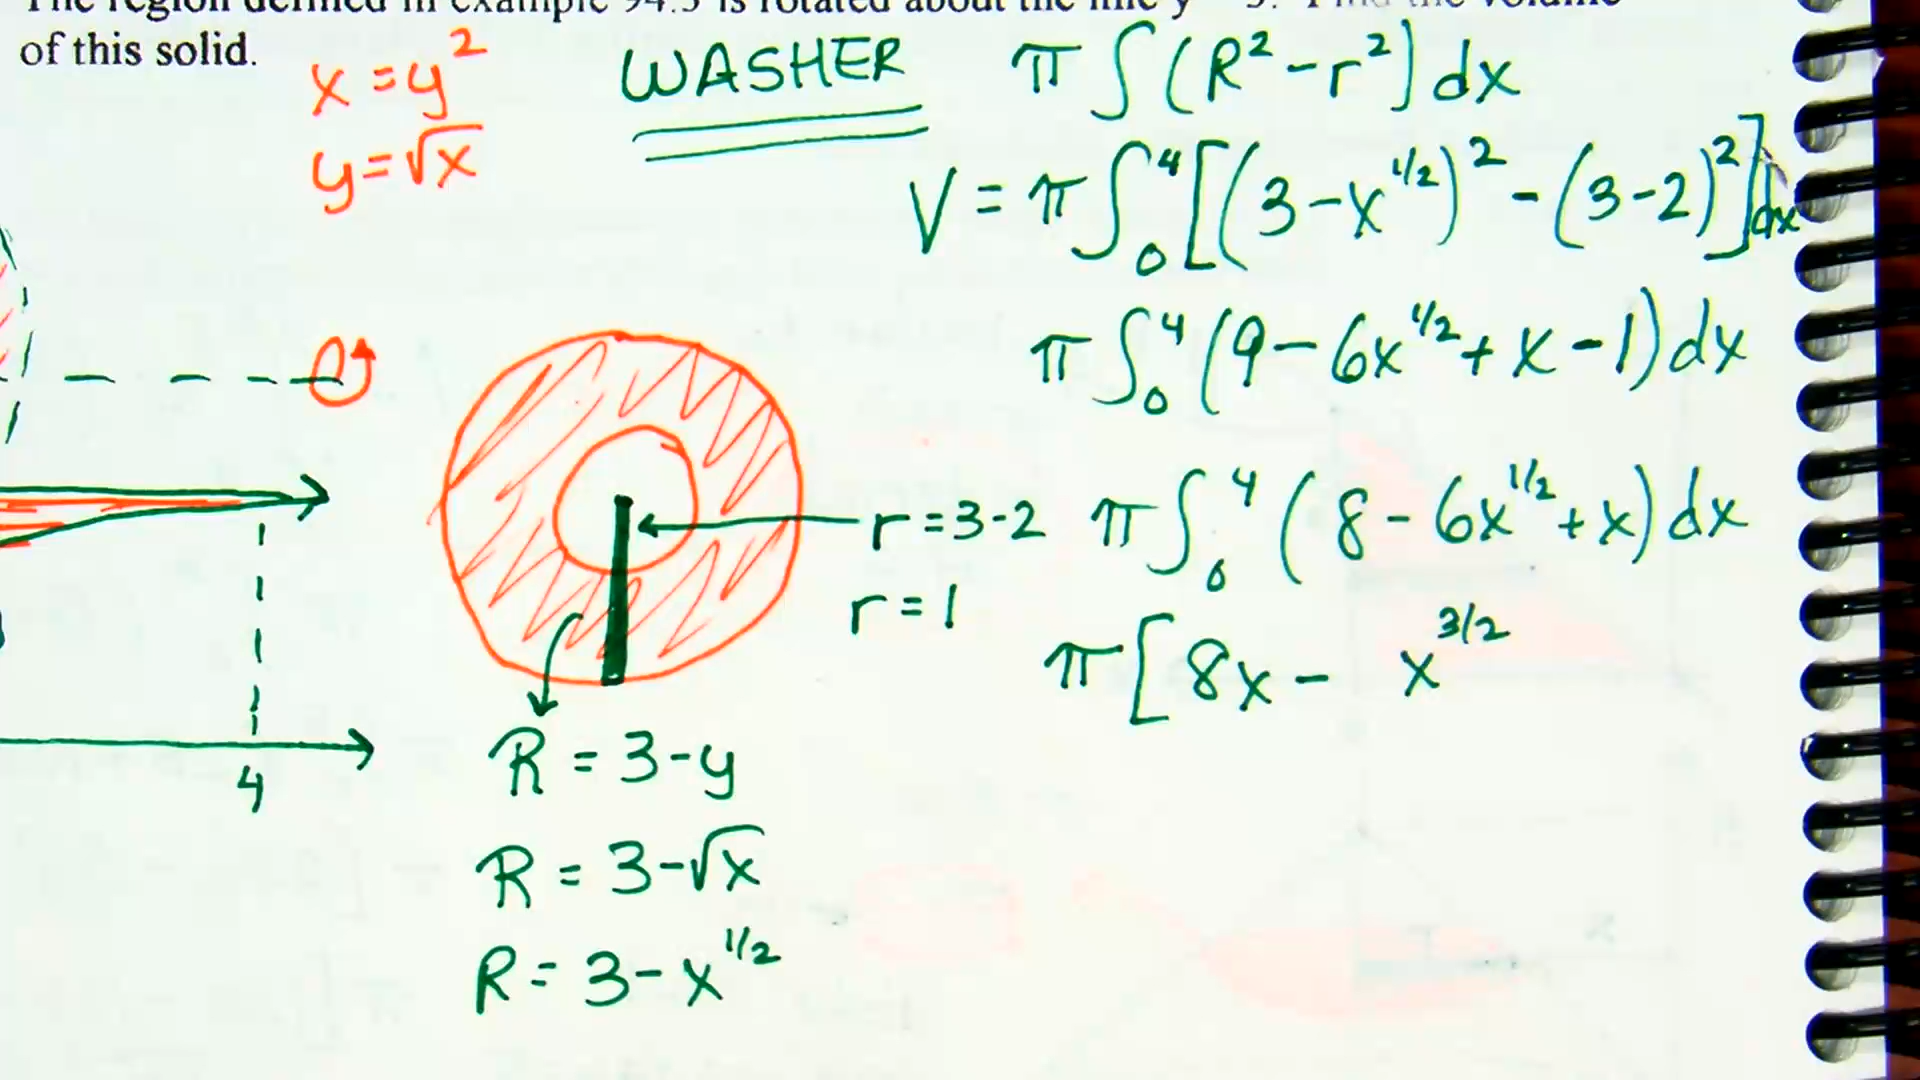 of this solid.
x = y²
y = √x
WASHER
π ∫ (R² - r²) dx
V = π ∫₀⁴ [(3 - x^1/2)² - (3 - 2)²] dx
π ∫₀⁴ (9 - 6x^1/2 + x - 1) dx
r = 3 - 2
r = 1
π ∫₀⁴ (8 - 6x^1/2 + x) dx
π [8x - x^3/2
4
R = 3 - y
R = 3 - √x
R = 3 - x^1/2